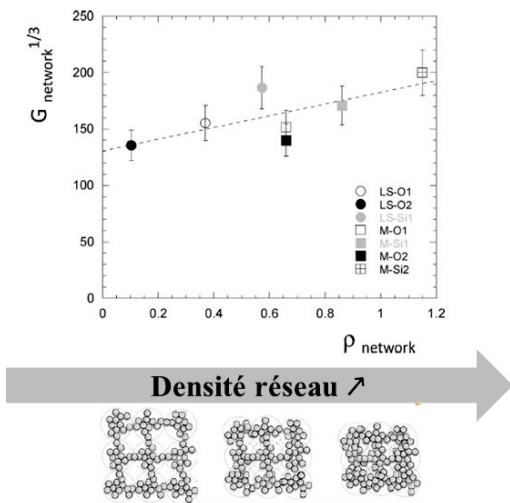 G network 1/3
250
200
150
100
50
0
LS-O1
LS-O2
LS-Si1
M-O1
M-Si1
M-O2
M-Si2
0 0.2 0.4 0.6 0.8 1 1.2
ρ network
Densité réseau ↗